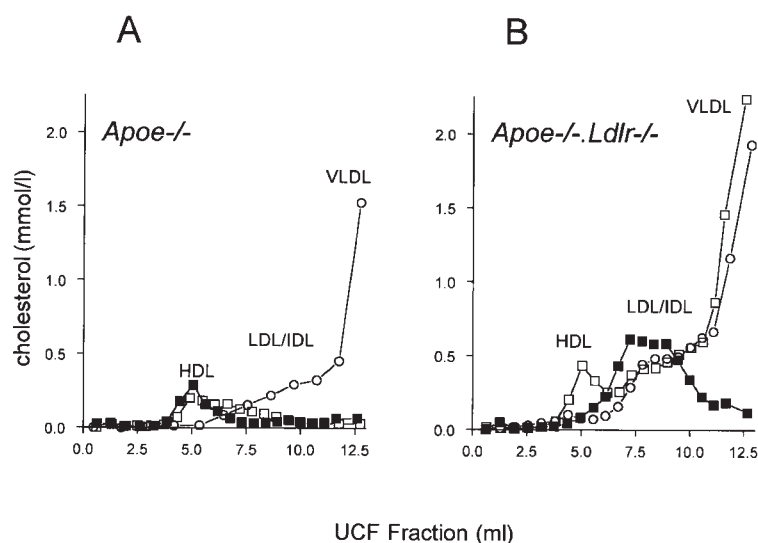 A
B
Apoe-/-
Apoe-/-.Ldlr-/-
VLDL
VLDL
LDL/IDL
LDL/IDL
HDL
HDL
cholesterol (mmol/l)
2.0
1.5
1.0
0.5
0.0
2.0
1.5
1.0
0.5
0.0
0.0 2.5 5.0 7.5 10.0 12.5
0.0 2.5 5.0 7.5 10.0 12.5
UCF Fraction (ml)